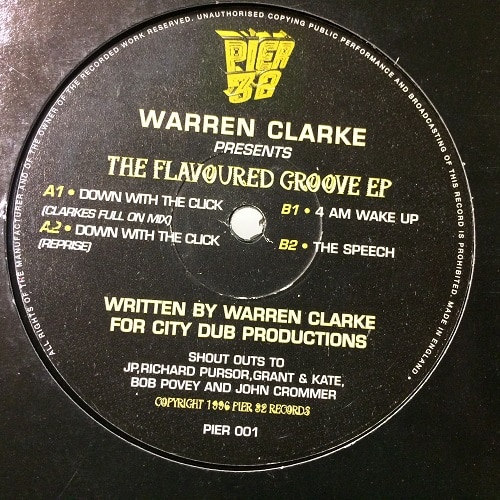 ALL RIGHTS OF THE MANUFACTURER AND OF THE OWNER OF THE RECORDED WORK RESERVED. UNAUTHORISED COPYING PUBLIC PERFORMANCE AND BROADCASTING OF THIS RECORD IS PROHIBITED. MADE IN ENGLAND •
PIER
32
WARREN CLARKE
PRESENTS
THE FLAVOURED GROOVE EP
A1 • DOWN WITH THE CLICK
(CLARKES FULL ON MIX)
A2 • DOWN WITH THE CLICK
(REPRISE)
B1 • 4 AM WAKE UP
B2 • THE SPEECH
WRITTEN BY WARREN CLARKE
FOR CITY DUB PRODUCTIONS
SHOUT OUTS TO
JP,RICHARD PURSOR,GRANT & KATE,
BOB POVEY AND JOHN CROMMER
COPYRIGHT 1996 PIER 32 RECORDS
PIER 001